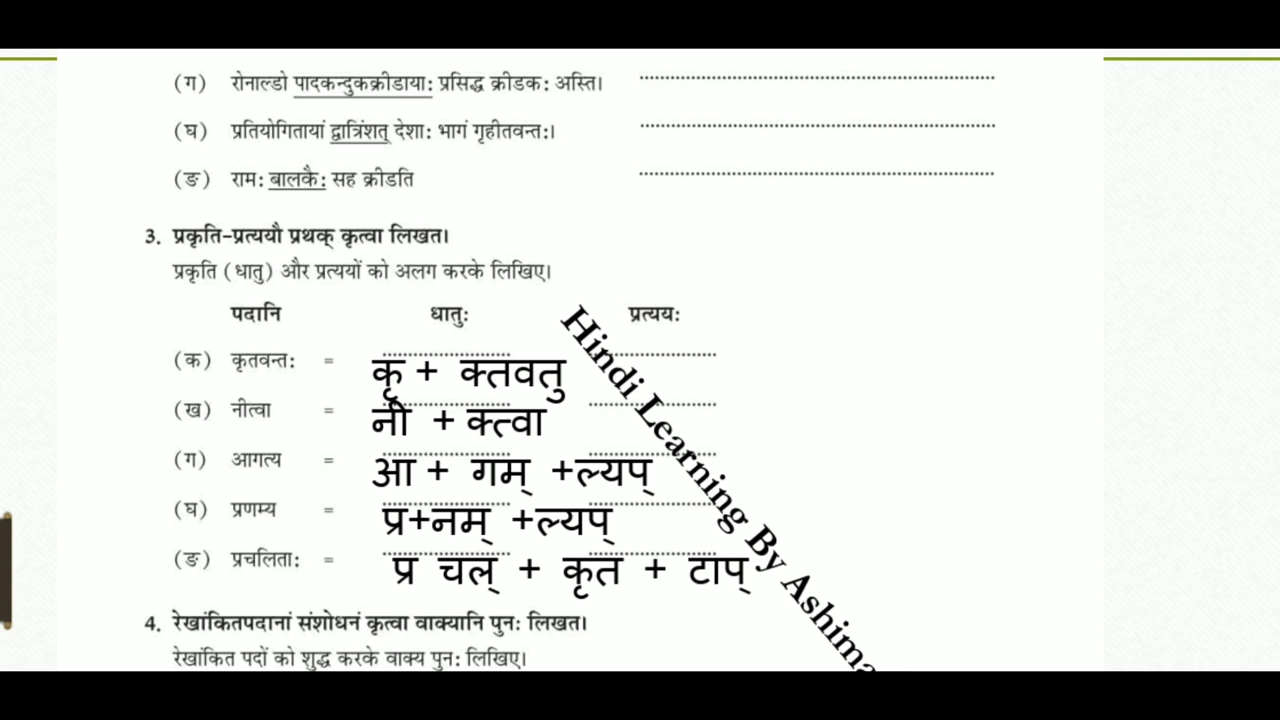 (ग) रोनाल्डो पादकन्दुकक्रीडायाः प्रसिद्ध क्रीडकः अस्ति। ........................................
(घ) प्रतियोगितायां द्वात्रिंशत् देशाः भागं गृहीतवन्तः। ........................................
(ङ) रामः बालकैः सह क्रीडति ........................................
3. प्रकृति-प्रत्ययौ प्रथक् कृत्वा लिखत।
प्रकृति (धातु) और प्रत्ययों को अलग करके लिखिए।
पदानि धातुः प्रत्ययः
(क) कृतवन्तः = कृ + क्तवतु
(ख) नीत्वा = नी + क्त्वा
(ग) आगत्य = आ + गम् +ल्यप्
(घ) प्रणम्य = प्र+नम् +ल्यप्
(ङ) प्रचलिताः = प्र चल् + कृत + टाप्
Hindi Learning By Ashima
4. रेखांकितपदानां संशोधनं कृत्वा वाक्यानि पुनः लिखत।
रेखांकित पदों को शुद्ध करके वाक्य पुनः लिखिए।